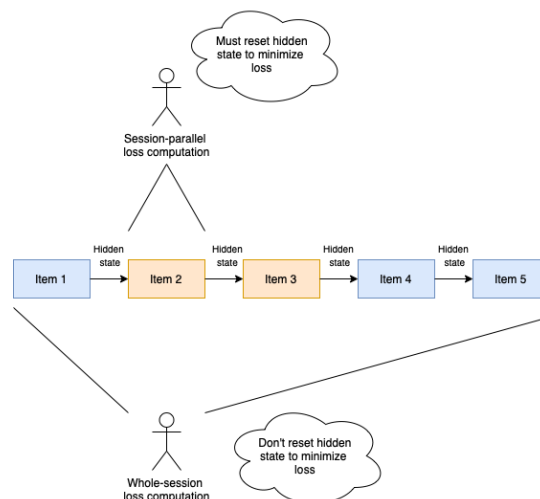 Must reset hidden
state to minimize
loss
Session-parallel
loss computation
Hidden
state
Hidden
state
Hidden
state
Hidden
state
Item 1
Item 2
Item 3
Item 4
Item 5
Don't reset hidden
state to minimize
loss
Whole-session
loss computation